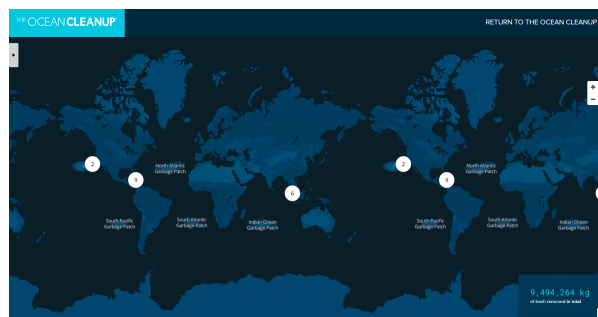 THE OCEAN CLEANUP
RETURN TO THE OCEAN CLEANUP
+
−
2
9
6
North Atlantic
Garbage Patch
South Pacific
Garbage Patch
South Atlantic
Garbage Patch
Indian Ocean
Garbage Patch
2
9
North Atlantic
Garbage Patch
South Pacific
Garbage Patch
South Atlantic
Garbage Patch
Indian Ocean
Garbage Patch
9,494,264 kg
of trash removed in total